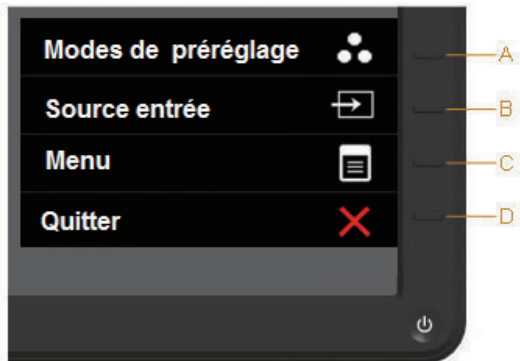 Modes de préréglage
A
Source entrée
B
Menu
C
Quitter
D